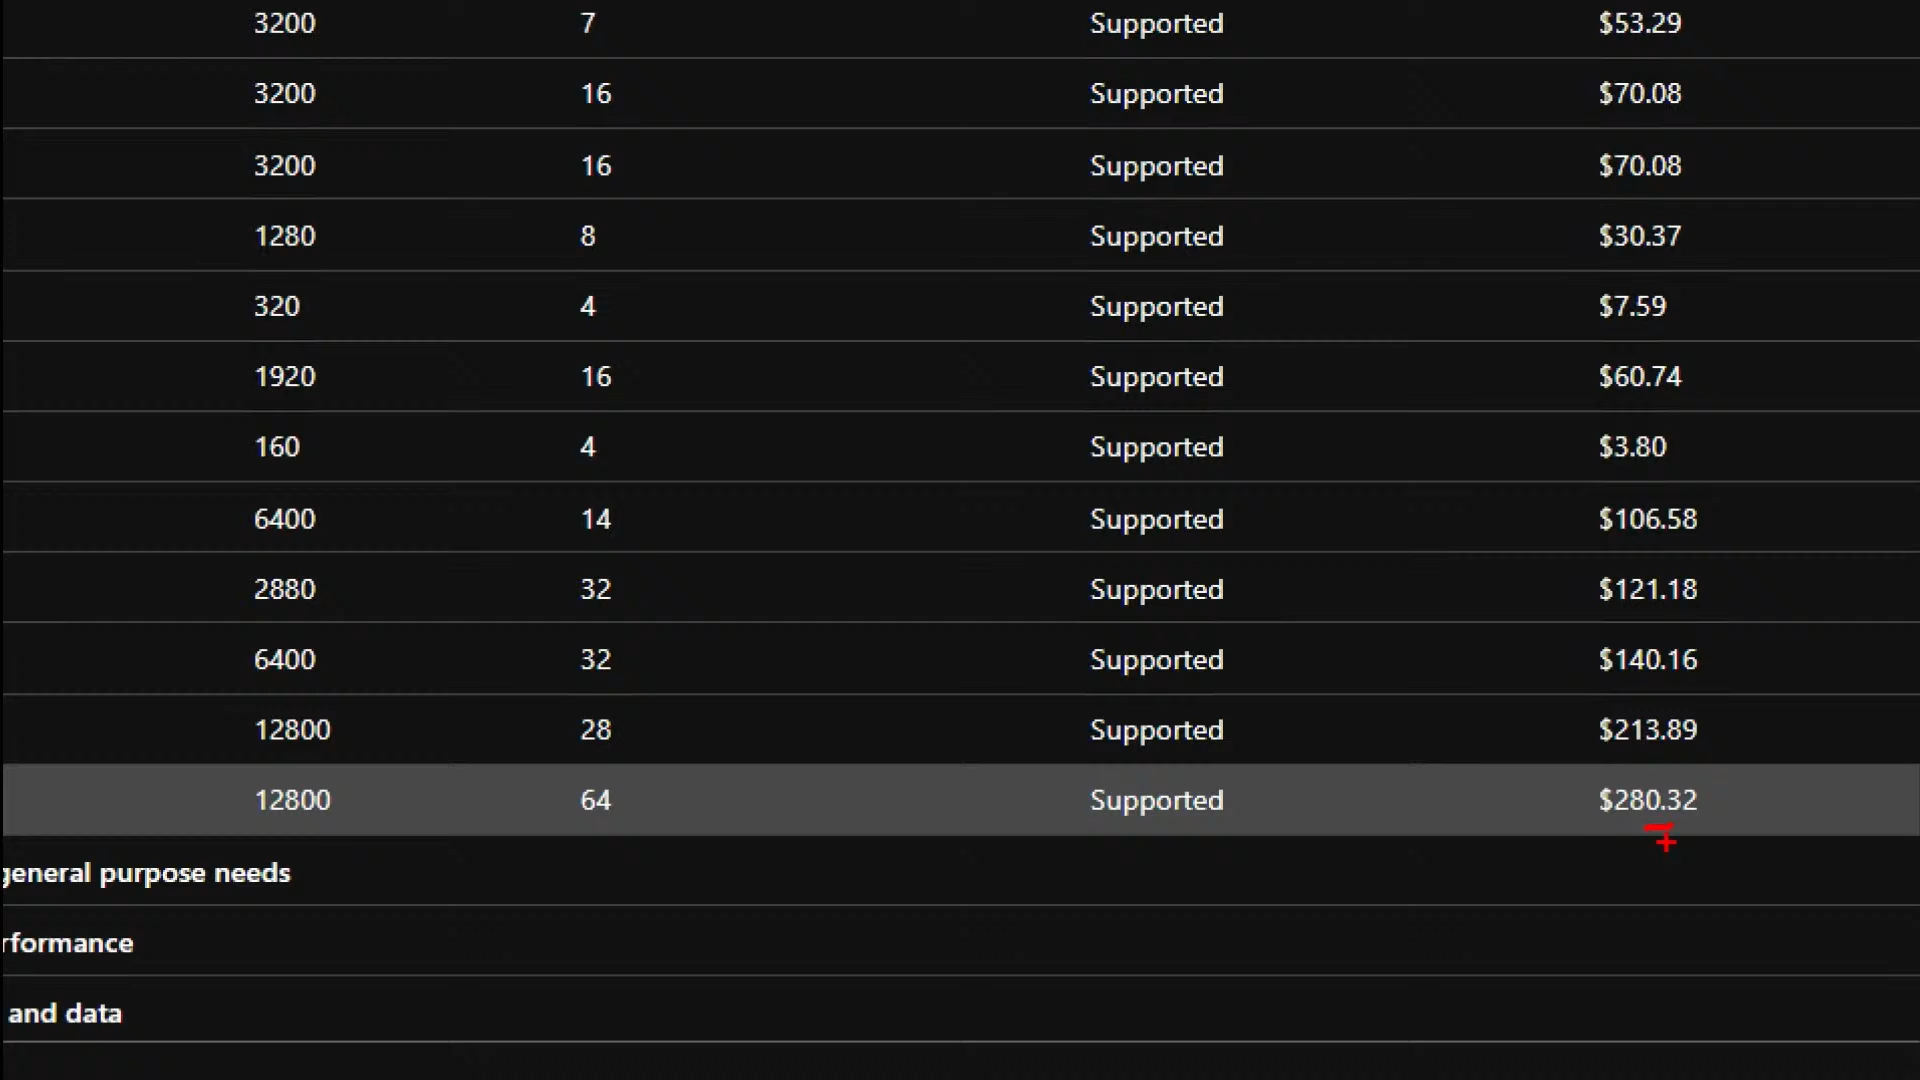 3200 7 Supported $53.29
3200 16 Supported $70.08
3200 16 Supported $70.08
1280 8 Supported $30.37
320 4 Supported $7.59
1920 16 Supported $60.74
160 4 Supported $3.80
6400 14 Supported $106.58
2880 32 Supported $121.18
6400 32 Supported $140.16
12800 28 Supported $213.89
12800 64 Supported $280.32
general purpose needs
rformance
and data